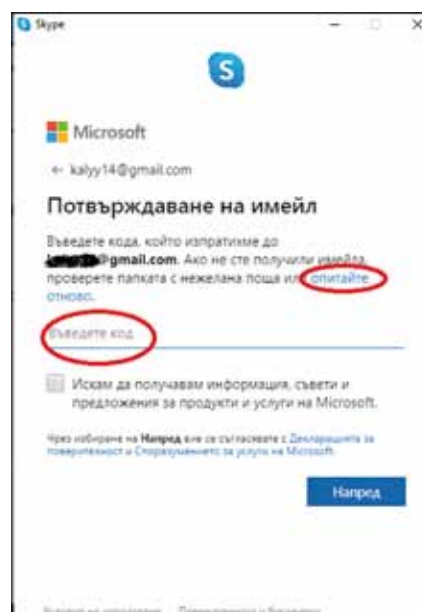 Skype
Microsoft
← kalyy14@gmail.com
Потвърждаване на имейл
Въведете кода, който изпратихме до
@gmail.com. Ако не сте получили имейла,
проверете папката с нежелана поща или опитайте
отново.
Въведете код
Искам да получавам информация, съвети и
предложения за продукти и услуги на Microsoft.
Чрез избиране на Напред вие се съгласявате с Декларацията за
поверителност и Споразумението за услуги на Microsoft.
Напред